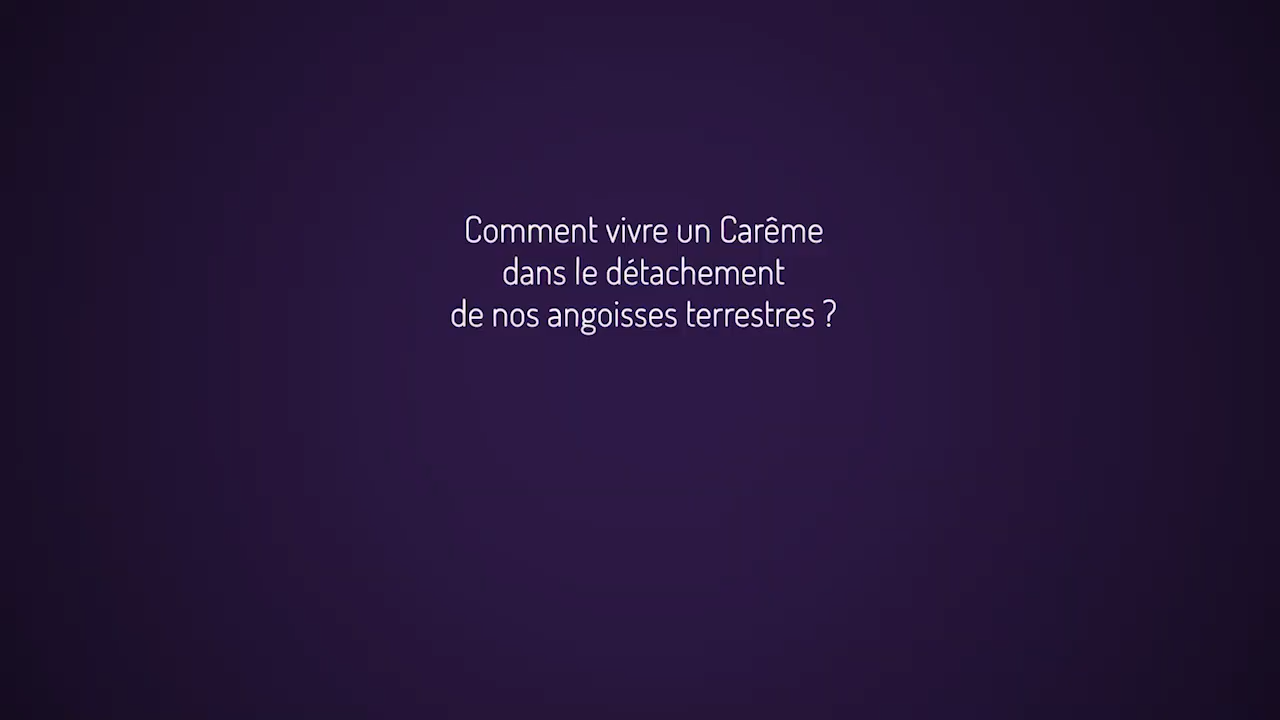 Comment vivre un Carême
dans le détachement
de nos angoisses terrestres ?